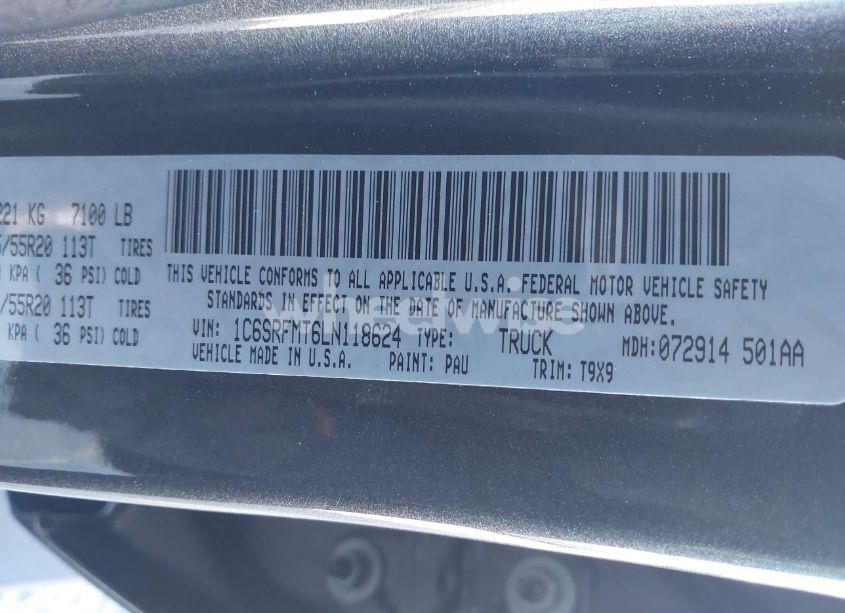 221 KG 7100 LB
/55R20 113T TIRES
KPA ( 36 PSI) COLD
/55R20 113T TIRES
KPA ( 36 PSI) COLD
THIS VEHICLE CONFORMS TO ALL APPLICABLE U.S.A. FEDERAL MOTOR VEHICLE SAFETY
STANDARDS IN EFFECT ON THE DATE OF MANUFACTURE SHOWN ABOVE.
VIN: 1C6SRFMT6LN118624 TYPE: TRUCK MDH: 072914 501AA
VEHICLE MADE IN U.S.A. PAINT: PAU TRIM: T9X9
wheelwise